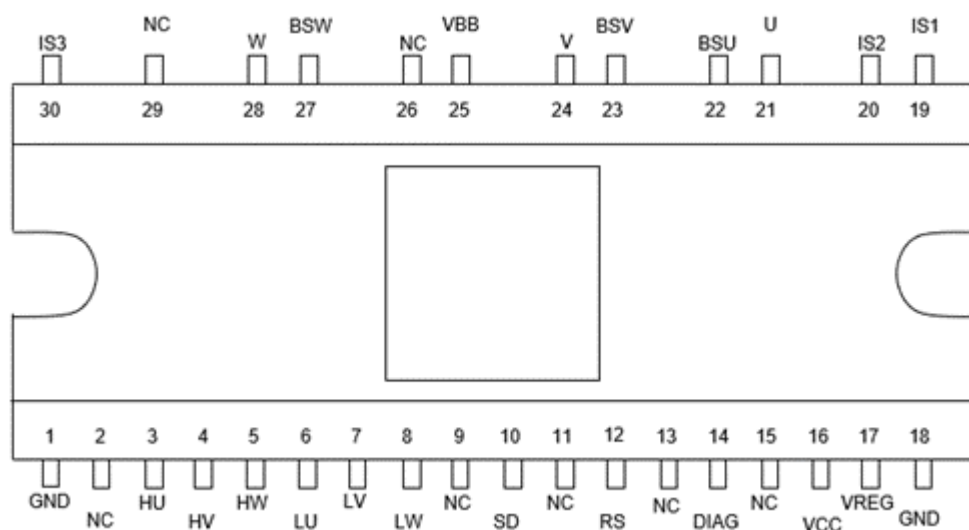 NC BSW VBB BSV U IS1
IS3 W NC V BSU IS2
30 29 28 27 26 25 24 23 22 21 20 19
1 2 3 4 5 6 7 8 9 10 11 12 13 14 15 16 17 18
GND HU HW LV NC NC NC NC VREG
NC HV LU LW SD RS DIAG VCC GND